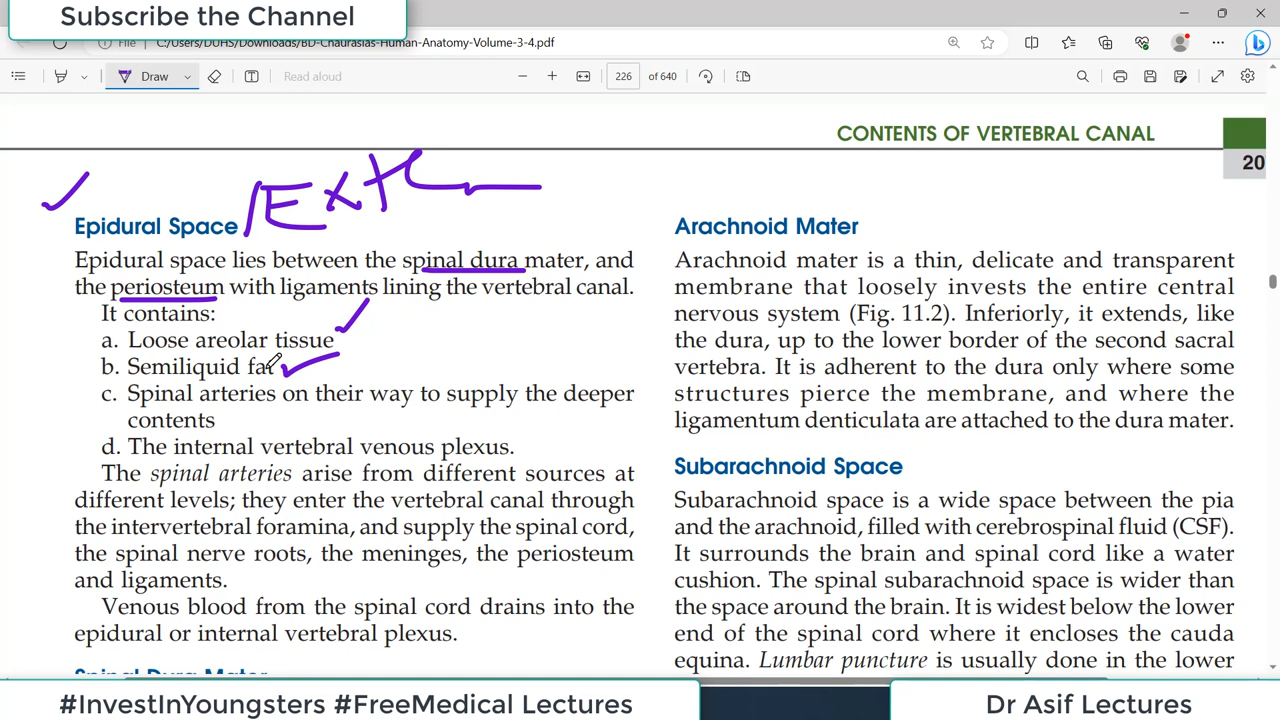 Subscribe the Channel
File
C:/Users/DUHS/Downloads/BD-Chaurasias-Human-Anatomy-Volume-3-4.pdf
Draw
Read aloud
226
of 640
CONTENTS OF VERTEBRAL CANAL
20
Epidural Space
Epidural space lies between the spinal dura mater, and
the periosteum with ligaments lining the vertebral canal.
It contains:
a. Loose areolar tissue
b. Semiliquid fat
c. Spinal arteries on their way to supply the deeper
contents
d. The internal vertebral venous plexus.
The spinal arteries arise from different sources at
different levels; they enter the vertebral canal through
the intervertebral foramina, and supply the spinal cord,
the spinal nerve roots, the meninges, the periosteum
and ligaments.
Venous blood from the spinal cord drains into the
epidural or internal vertebral plexus.
Arachnoid Mater
Arachnoid mater is a thin, delicate and transparent
membrane that loosely invests the entire central
nervous system (Fig. 11.2). Inferiorly, it extends, like
the dura, up to the lower border of the second sacral
vertebra. It is adherent to the dura only where some
structures pierce the membrane, and where the
ligamentum denticulata are attached to the dura mater.
Subarachnoid Space
Subarachnoid space is a wide space between the pia
and the arachnoid, filled with cerebrospinal fluid (CSF).
It surrounds the brain and spinal cord like a water
cushion. The spinal subarachnoid space is wider than
the space around the brain. It is widest below the lower
end of the spinal cord where it encloses the cauda
equina. Lumbar puncture is usually done in the lower
#InvestInYoungsters #FreeMedical Lectures
Dr Asif Lectures